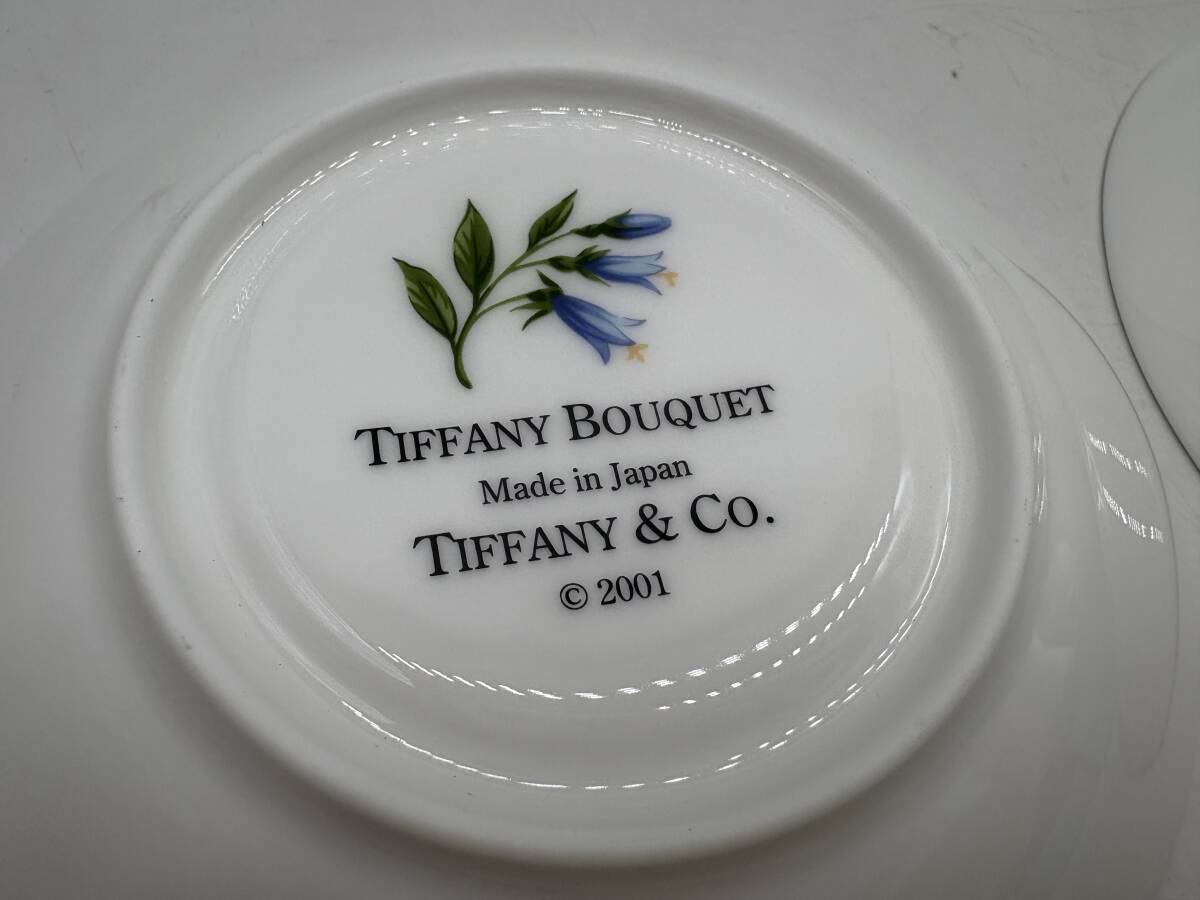 TIFFANY BOUQUET
Made in Japan
TIFFANY & CO.
© 2001